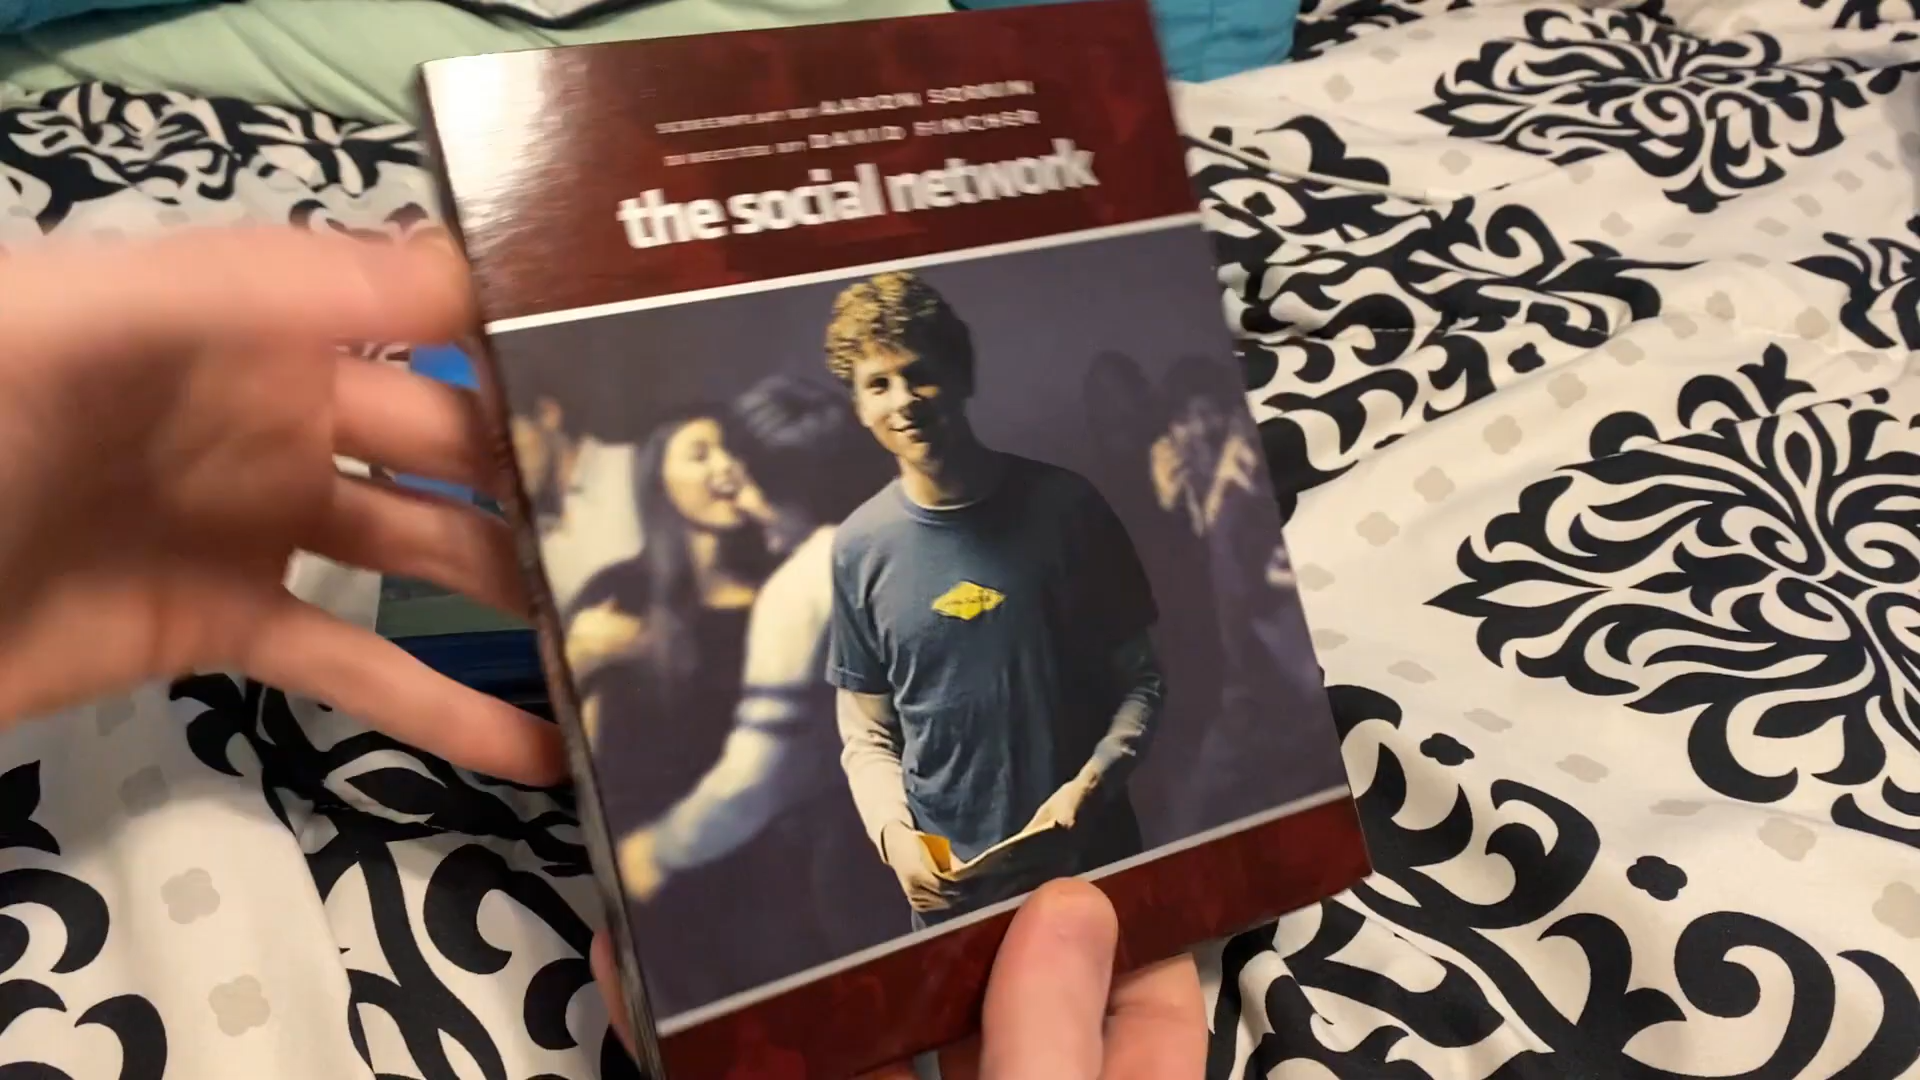 SCREENPLAY BY AARON SORKIN
DIRECTED BY DAVID FINCHER
the social network